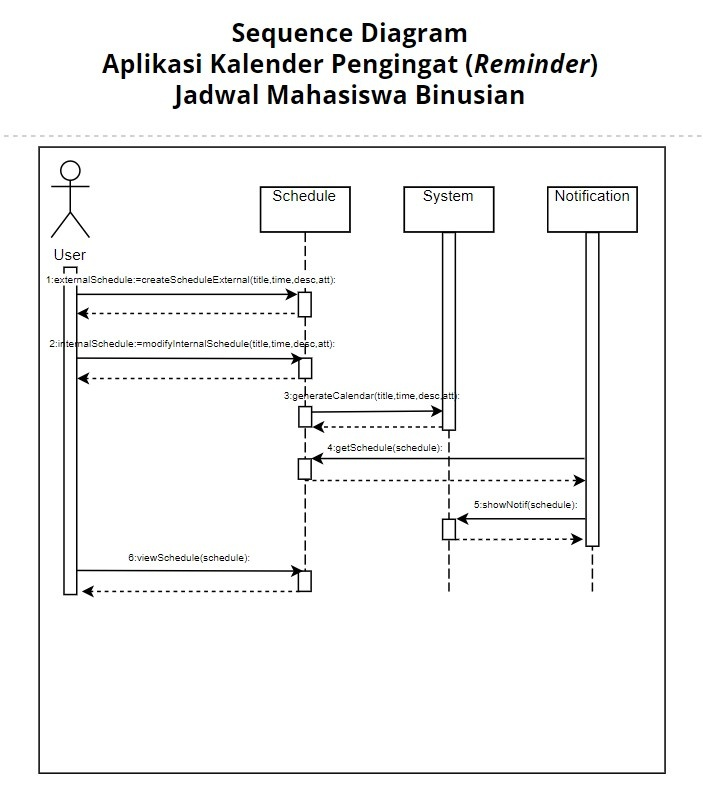 Sequence Diagram
Aplikasi Kalender Pengingat (Reminder)
Jadwal Mahasiswa Binusian
User
Schedule
System
Notification
1:externalSchedule:=createScheduleExternal(title,time,desc,att):
2:internalSchedule:=modifyInternalSchedule(title,time,desc,att):
3:generateCalendar(title,time,desc,att):
4:getSchedule(schedule):
5:showNotif(schedule):
6:viewSchedule(schedule):